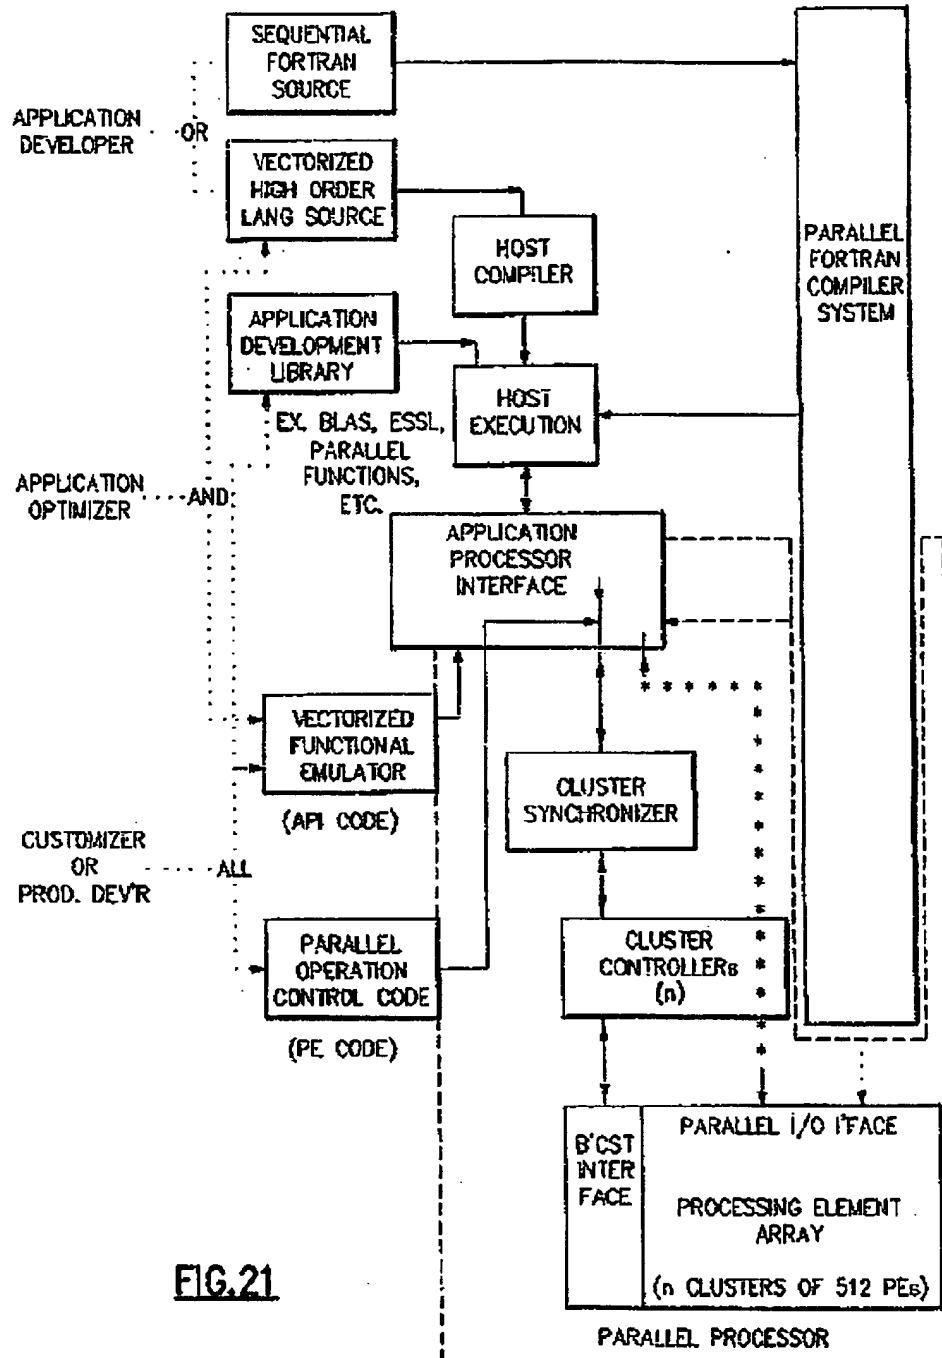 SEQUENTIAL
FORTRAN
SOURCE
APPLICATION
DEVELOPER
OR
VECTORIZED
HIGH ORDER
LANG SOURCE
HOST
COMPILER
PARALLEL
FORTRAN
COMPILER
SYSTEM
APPLICATION
DEVELOPMENT
LIBRARY
HOST
EXECUTION
EX. BLAS, ESSL,
PARALLEL
FUNCTIONS,
ETC.
APPLICATION
OPTIMIZER
AND
APPLICATION
PROCESSOR
INTERFACE
VECTORIZED
FUNCTIONAL
EMULATOR
(API CODE)
CLUSTER
SYNCHRONIZER
CUSTOMIZER
OR
PROD. DEV'R
ALL
PARALLEL
OPERATION
CONTROL CODE
(PE CODE)
CLUSTER
CONTROLLERs
(n)
B'CST
INTER
FACE
PARALLEL I/O I'FACE
PROCESSING ELEMENT
ARRAY
(n CLUSTERS OF 512 PEs)
PARALLEL PROCESSOR
FIG.21